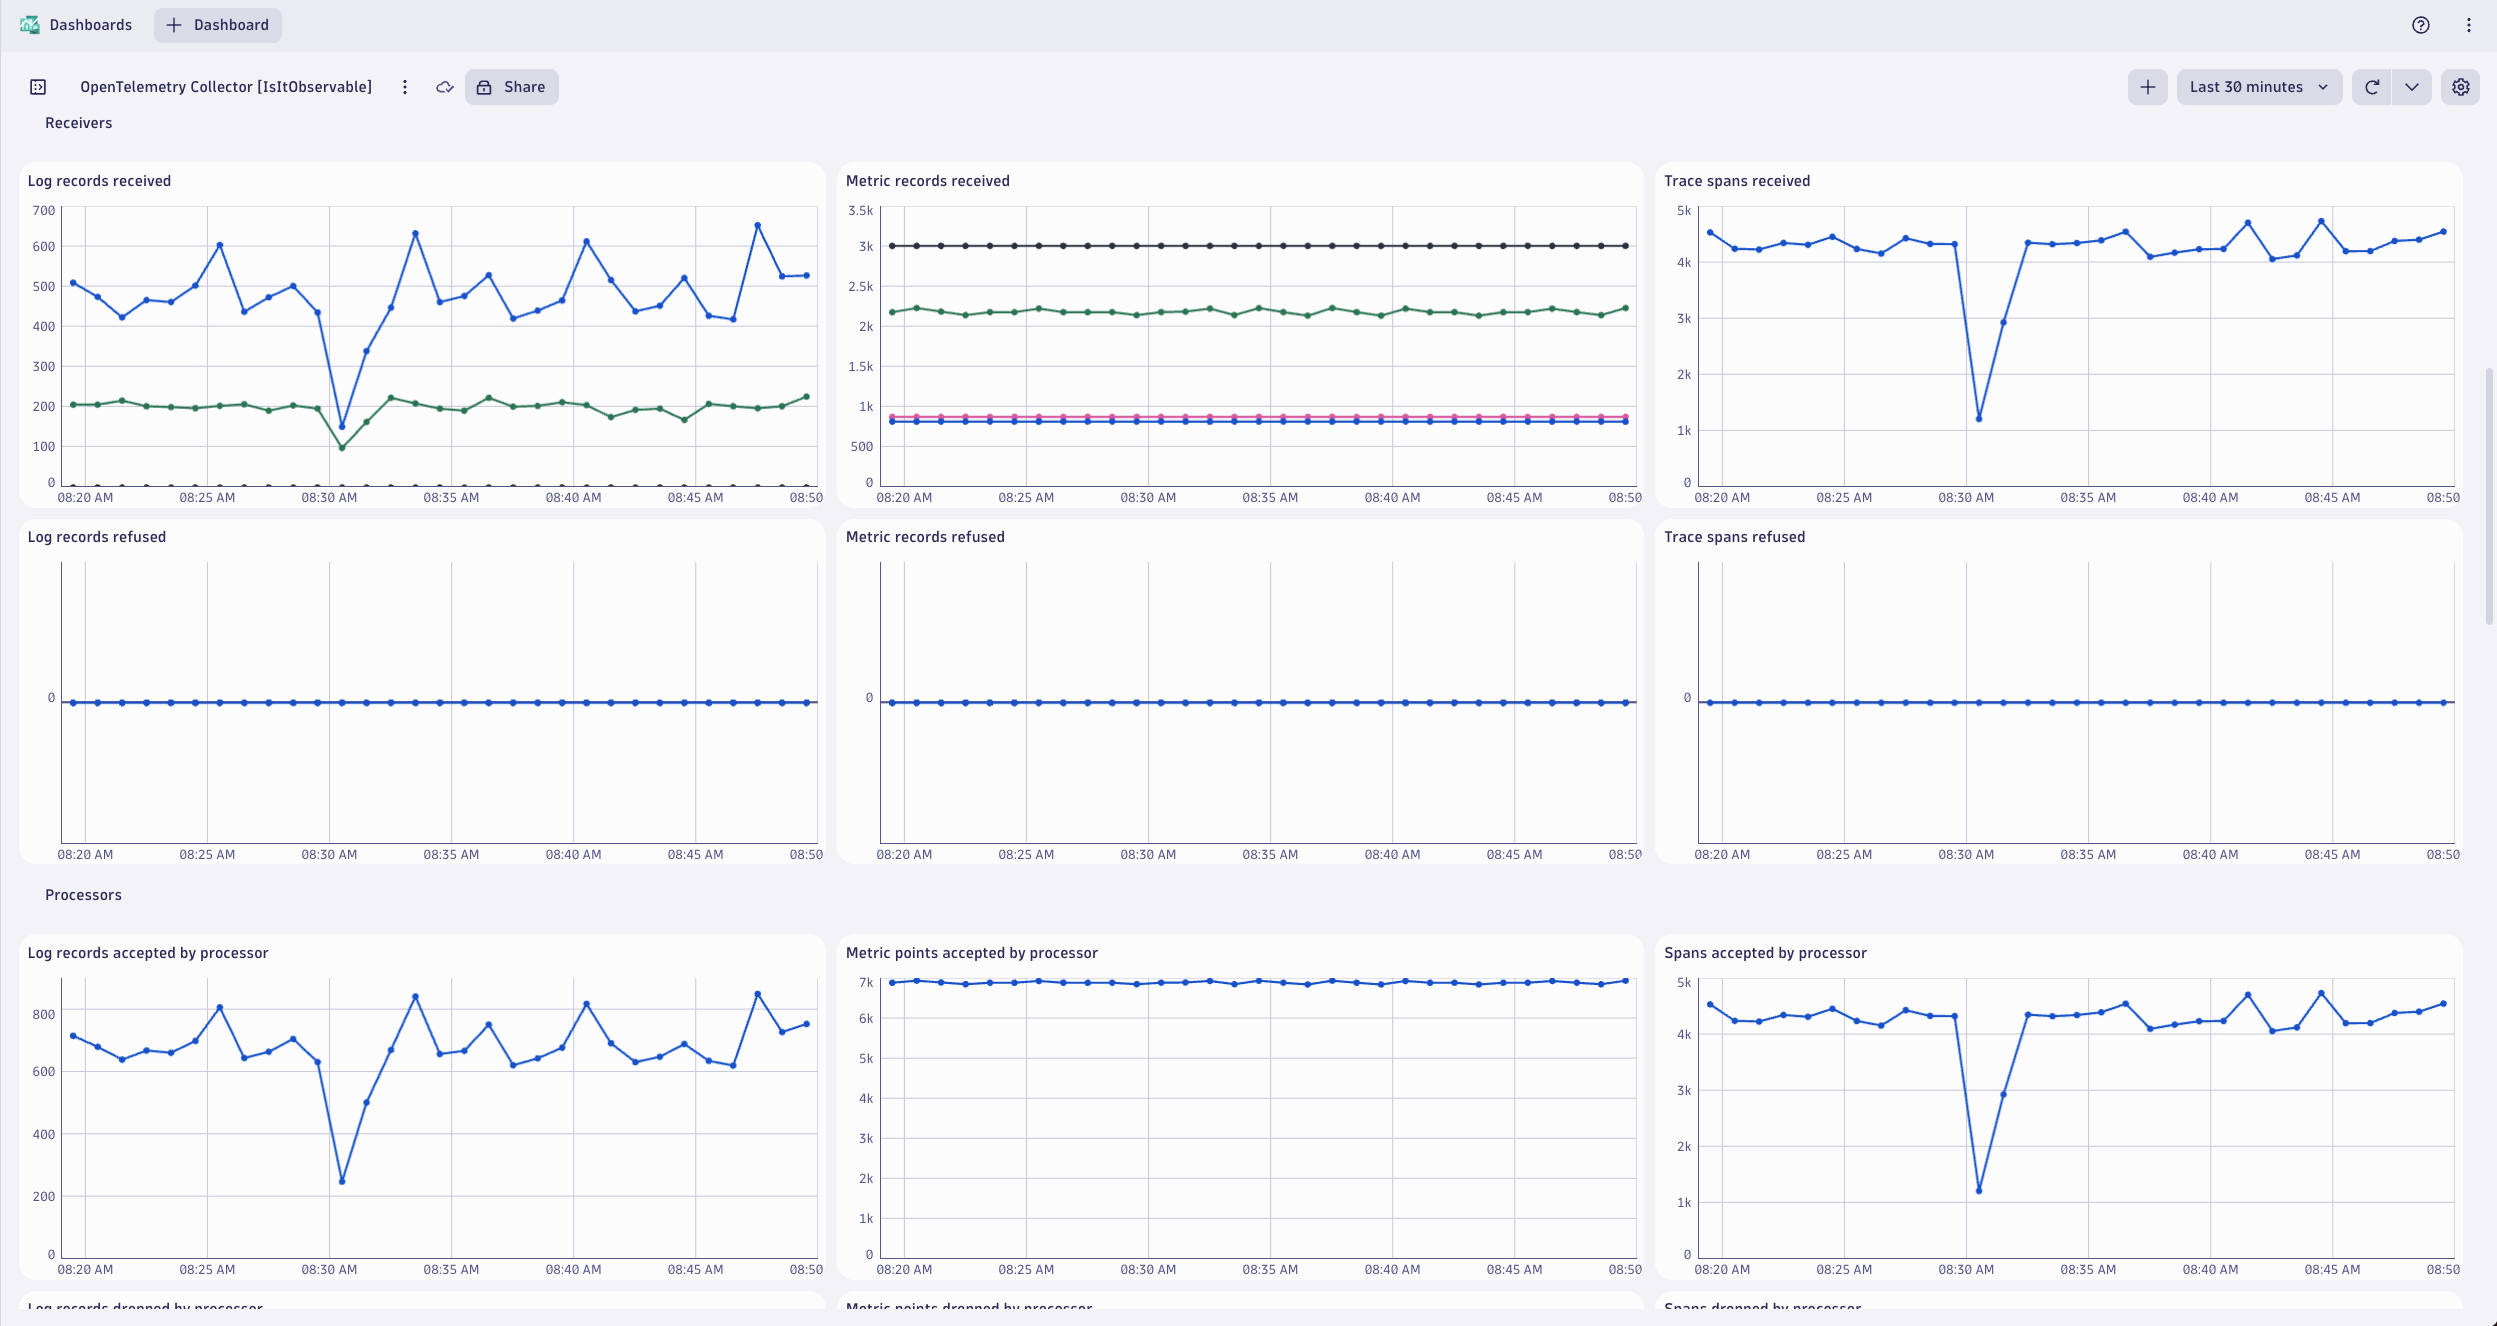 Dashboards
Dashboard
OpenTelemetry Collector [IsItObservable]
Share
Last 30 minutes
Receivers
Log records received
700
600
500
400
300
200
100
0
08:20 AM 08:25 AM 08:30 AM 08:35 AM 08:40 AM 08:45 AM 08:50
Metric records received
3.5k
3k
2.5k
2k
1.5k
1k
500
0
08:20 AM 08:25 AM 08:30 AM 08:35 AM 08:40 AM 08:45 AM 08:50
Trace spans received
5k
4k
3k
2k
1k
0
08:20 AM 08:25 AM 08:30 AM 08:35 AM 08:40 AM 08:45 AM 08:50
Log records refused
0
08:20 AM 08:25 AM 08:30 AM 08:35 AM 08:40 AM 08:45 AM 08:50
Metric records refused
0
08:20 AM 08:25 AM 08:30 AM 08:35 AM 08:40 AM 08:45 AM 08:50
Trace spans refused
0
08:20 AM 08:25 AM 08:30 AM 08:35 AM 08:40 AM 08:45 AM 08:50
Processors
Log records accepted by processor
800
600
400
200
0
08:20 AM 08:25 AM 08:30 AM 08:35 AM 08:40 AM 08:45 AM 08:50
Metric points accepted by processor
7k
6k
5k
4k
3k
2k
1k
0
08:20 AM 08:25 AM 08:30 AM 08:35 AM 08:40 AM 08:45 AM 08:50
Spans accepted by processor
5k
4k
3k
2k
1k
0
08:20 AM 08:25 AM 08:30 AM 08:35 AM 08:40 AM 08:45 AM 08:50
Log records dropped by processor
Metric points dropped by processor
Spans dropped by processor